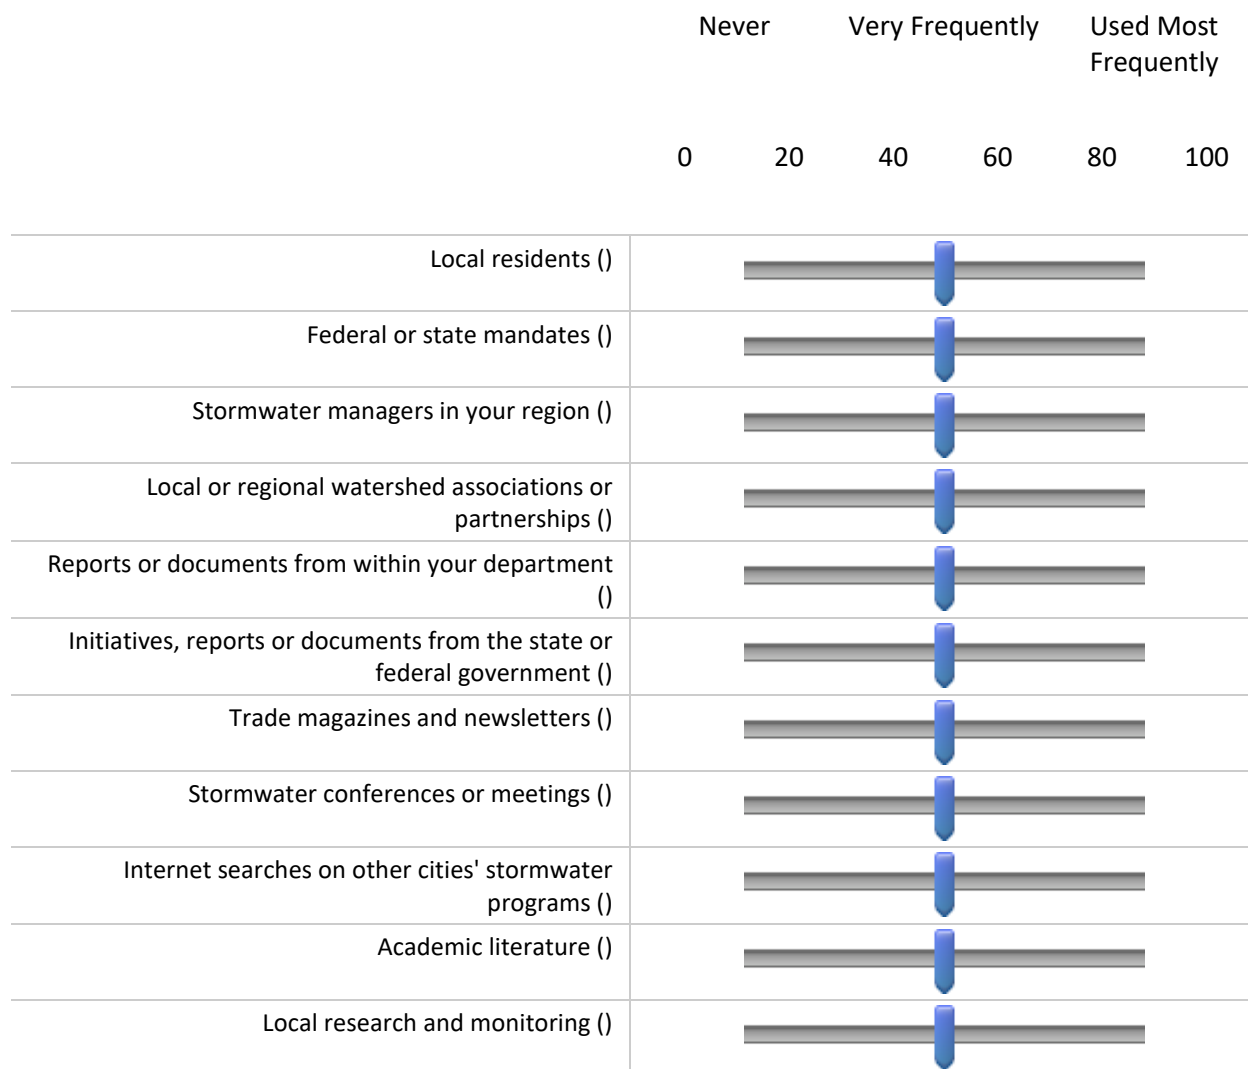 Never Very Frequently Used Most
Frequently
0 20 40 60 80 100
Local residents ()
Federal or state mandates ()
Stormwater managers in your region ()
Local or regional watershed associations or
partnerships ()
Reports or documents from within your department
()
Initiatives, reports or documents from the state or
federal government ()
Trade magazines and newsletters ()
Stormwater conferences or meetings ()
Internet searches on other cities' stormwater
programs ()
Academic literature ()
Local research and monitoring ()